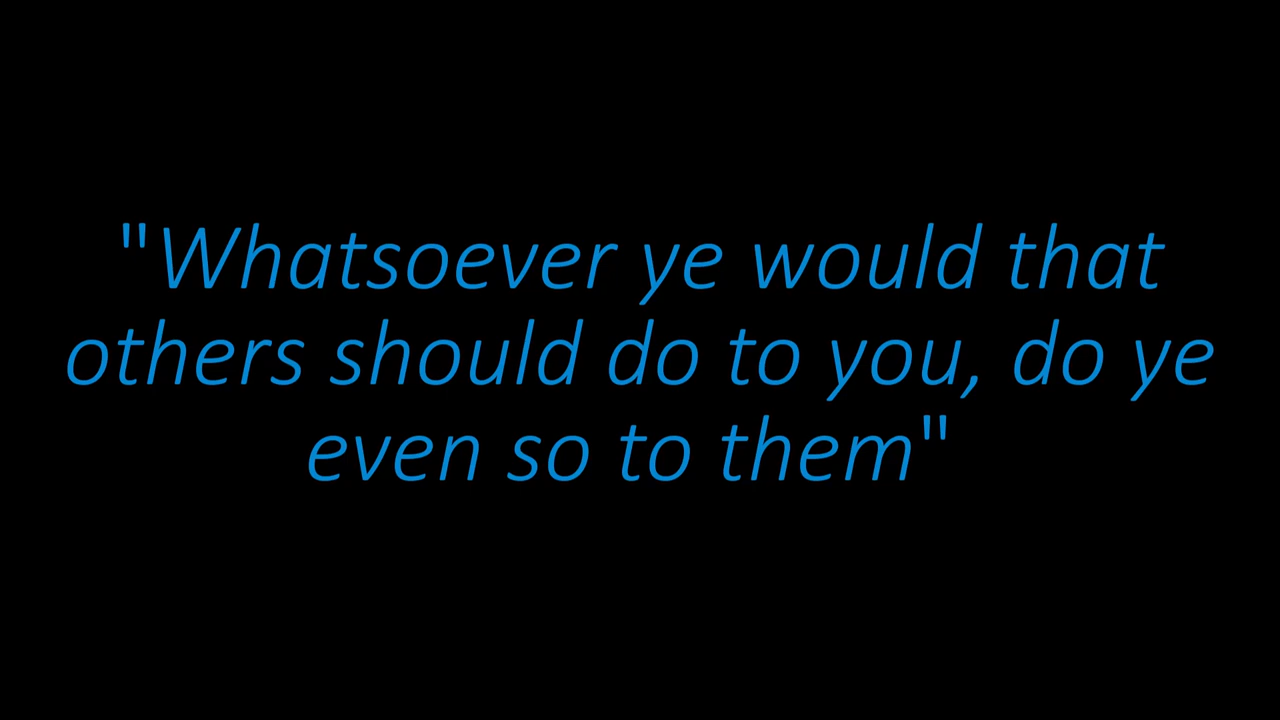 "Whatsoever ye would that
others should do to you, do ye
even so to them"